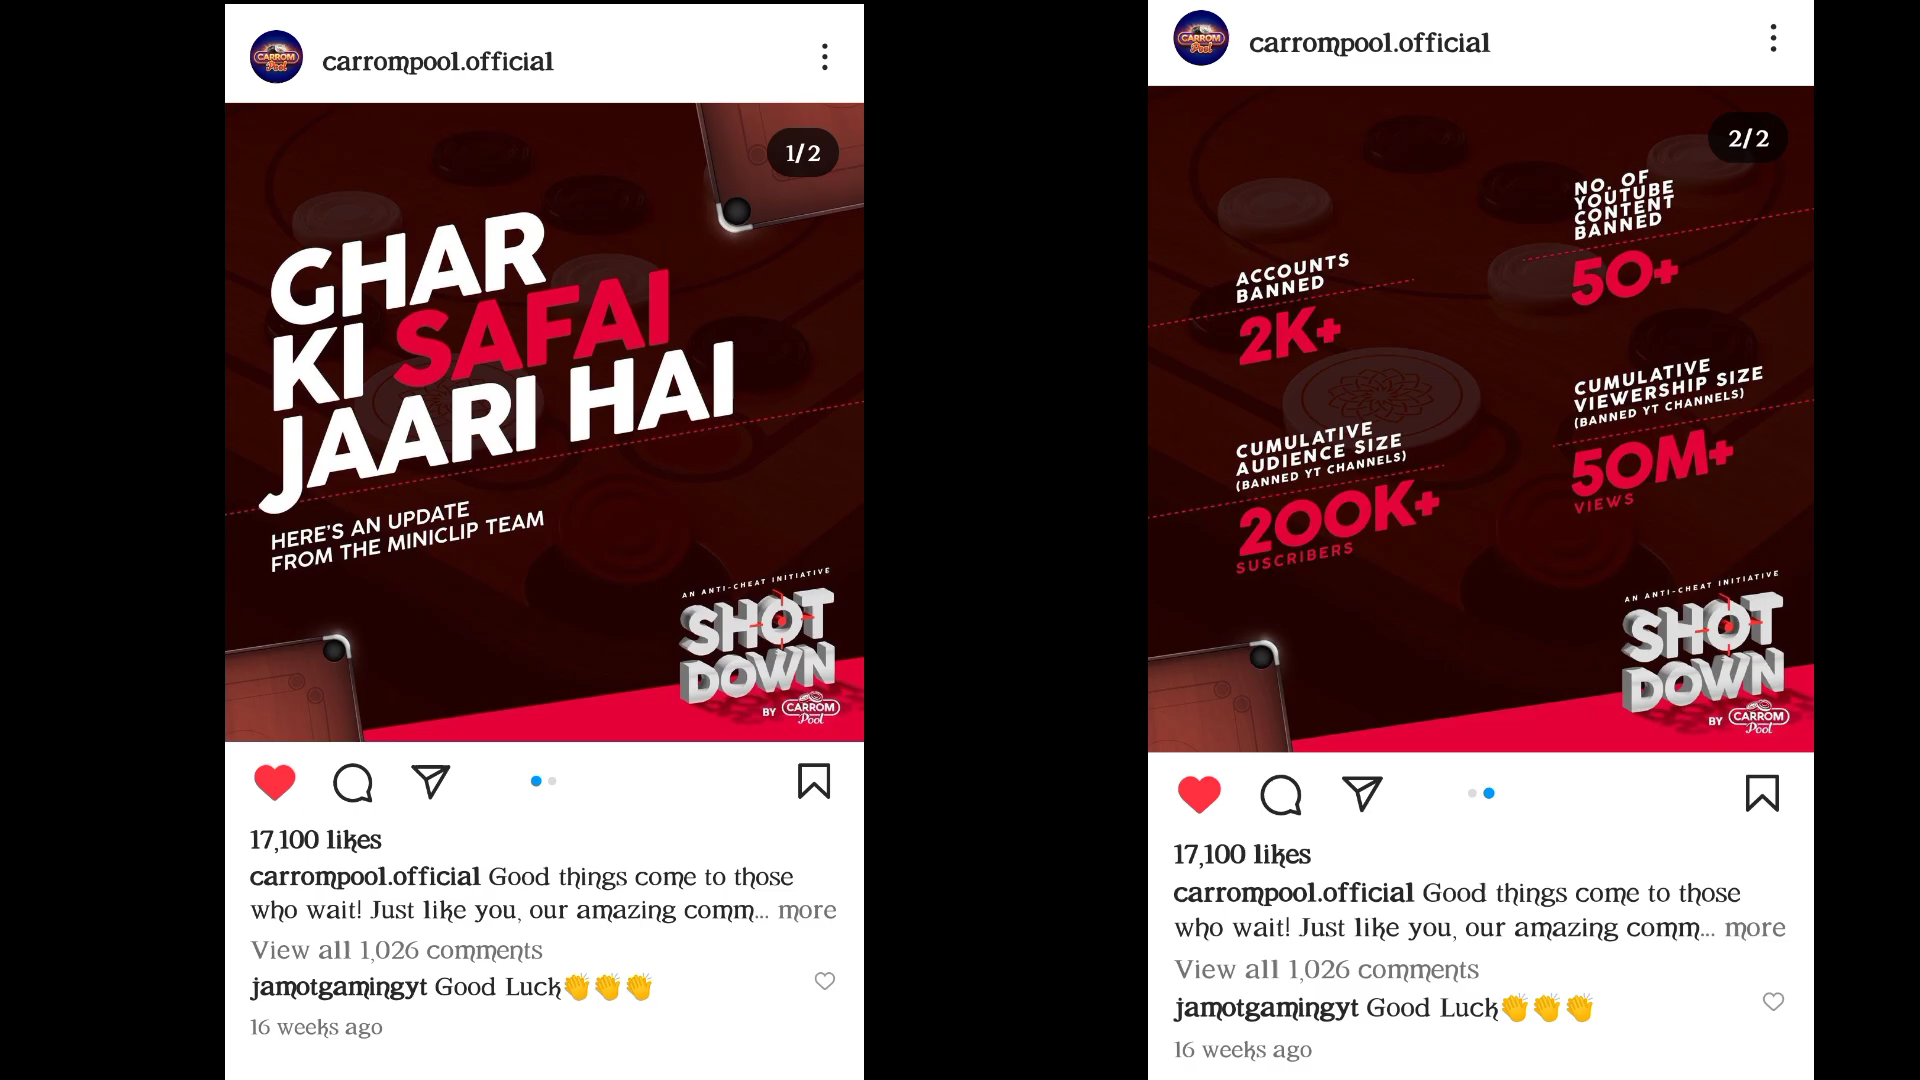 CARROM
Pool
carrompool.official
1/2
GHAR
KI SAFAI
JAARI HAI
HERE'S AN UPDATE
FROM THE MINICLIP TEAM
AN ANTI-CHEAT INITIATIVE
SHOT
DOWN
BY CARROM
Pool
17,100 likes
carrompool.official Good things come to those
who wait! Just like you, our amazing comm... more
View all 1,026 comments
jamotgamingyt Good Luck👏👏👏
16 weeks ago
CARROM
Pool
carrompool.official
2/2
ACCOUNTS
BANNED
2K+
NO. OF
YOUTUBE
CONTENT
BANNED
50+
CUMULATIVE
AUDIENCE SIZE
(BANNED YT CHANNELS)
200K+
SUSCRIBERS
CUMULATIVE
VIEWERSHIP SIZE
(BANNED YT CHANNELS)
50M+
VIEWS
AN ANTI-CHEAT INITIATIVE
SHOT
DOWN
BY CARROM
Pool
17,100 likes
carrompool.official Good things come to those
who wait! Just like you, our amazing comm... more
View all 1,026 comments
jamotgamingyt Good Luck👏👏👏
16 weeks ago